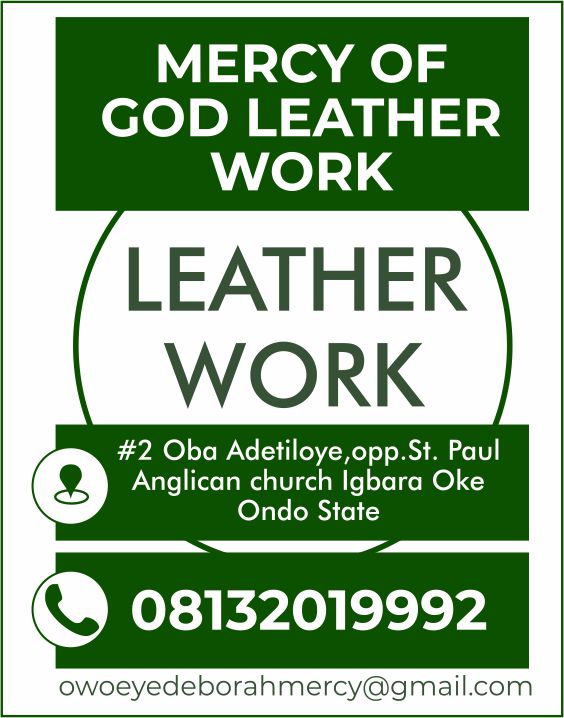 MERCY OF
GOD LEATHER
WORK
LEATHER
WORK
#2 Oba Adetiloye,opp.St. Paul
Anglican church Igbara Oke
Ondo State
08132019992
owoeyedeborahmercy@gmail.com